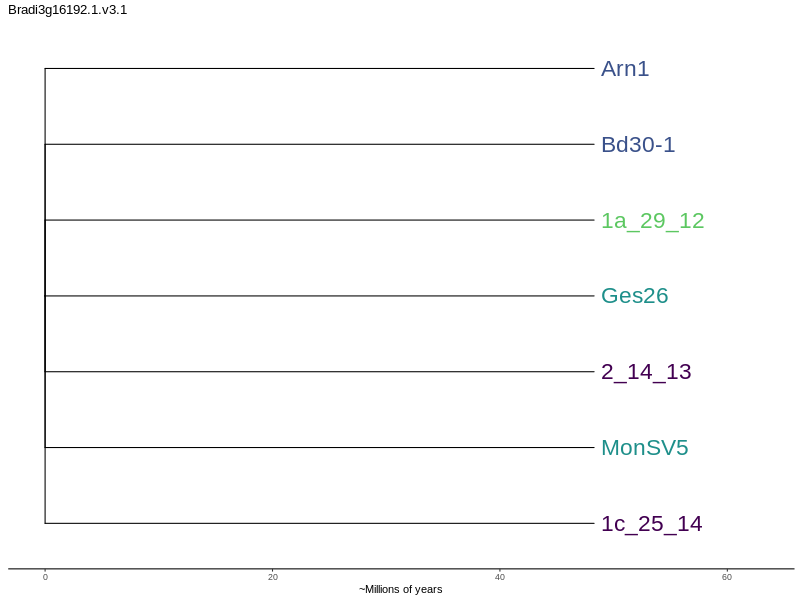 Bradi3g16192.1.v3.1
Arn1
Bd30-1
1a_29_12
Ges26
2_14_13
MonSV5
1c_25_14
0 20 40 60
~Millions of years